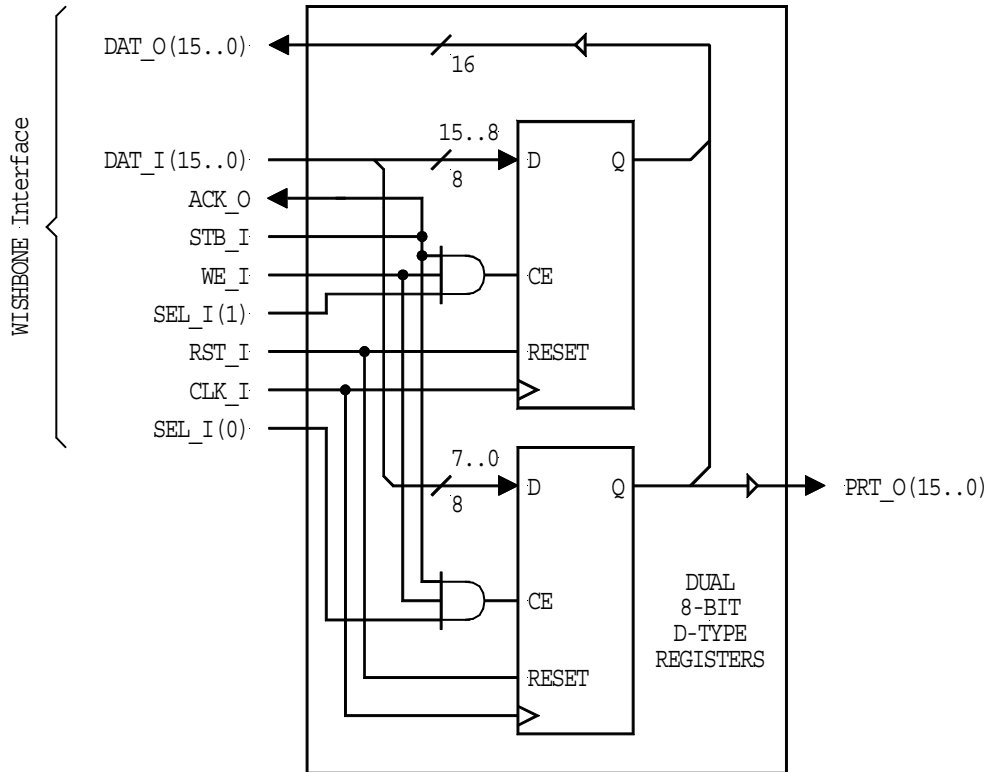 DAT_O(15..0)
16
WISHBONE Interface
15..8
DAT_I(15..0)
8
D
Q
ACK_O
STB_I
WE_I
CE
SEL_I(1)
RST_I
RESET
CLK_I
SEL_I(0)
7..0
8
D
Q
PRT_O(15..0)
CE
DUAL
8-BIT
D-TYPE
REGISTERS
RESET